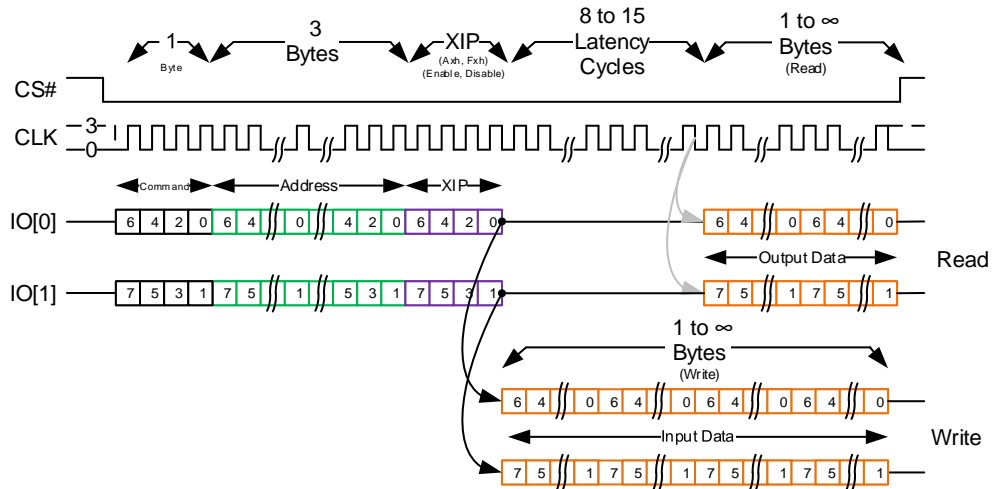 1 3 XIP 8 to 15 1 to ∞
Byte Bytes (Axh, Fxh) Latency Bytes
(Enable, Disable) Cycles (Read)
CS#
CLK 3
0
Command Address XIP
IO[0] 6 4 2 0 6 4 0 4 2 0 6 4 2 0 6 4 0 6 4 0
Output Data Read
IO[1] 7 5 3 1 7 5 1 5 3 1 7 5 3 1 7 5 1 7 5 1
1 to ∞
Bytes
(Write)
6 4 0 6 4 0 6 4 0 6 4 0
Input Data Write
7 5 1 7 5 1 7 5 1 7 5 1